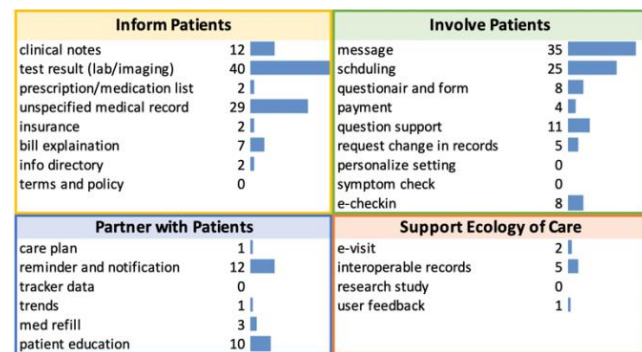 Inform Patients
clinical notes 12
test result (lab/imaging) 40
prescription/medication list 2
unspecified medical record 29
insurance 2
bill explaination 7
info directory 2
terms and policy 0
Involve Patients
message 35
schduling 25
questionair and form 8
payment 4
question support 11
request change in records 5
personalize setting 0
symptom check 0
e-checkin 8
Partner with Patients
care plan 1
reminder and notification 12
tracker data 0
trends 1
med refill 3
patient education 10
Support Ecology of Care
e-visit 2
interoperable records 5
research study 0
user feedback 1